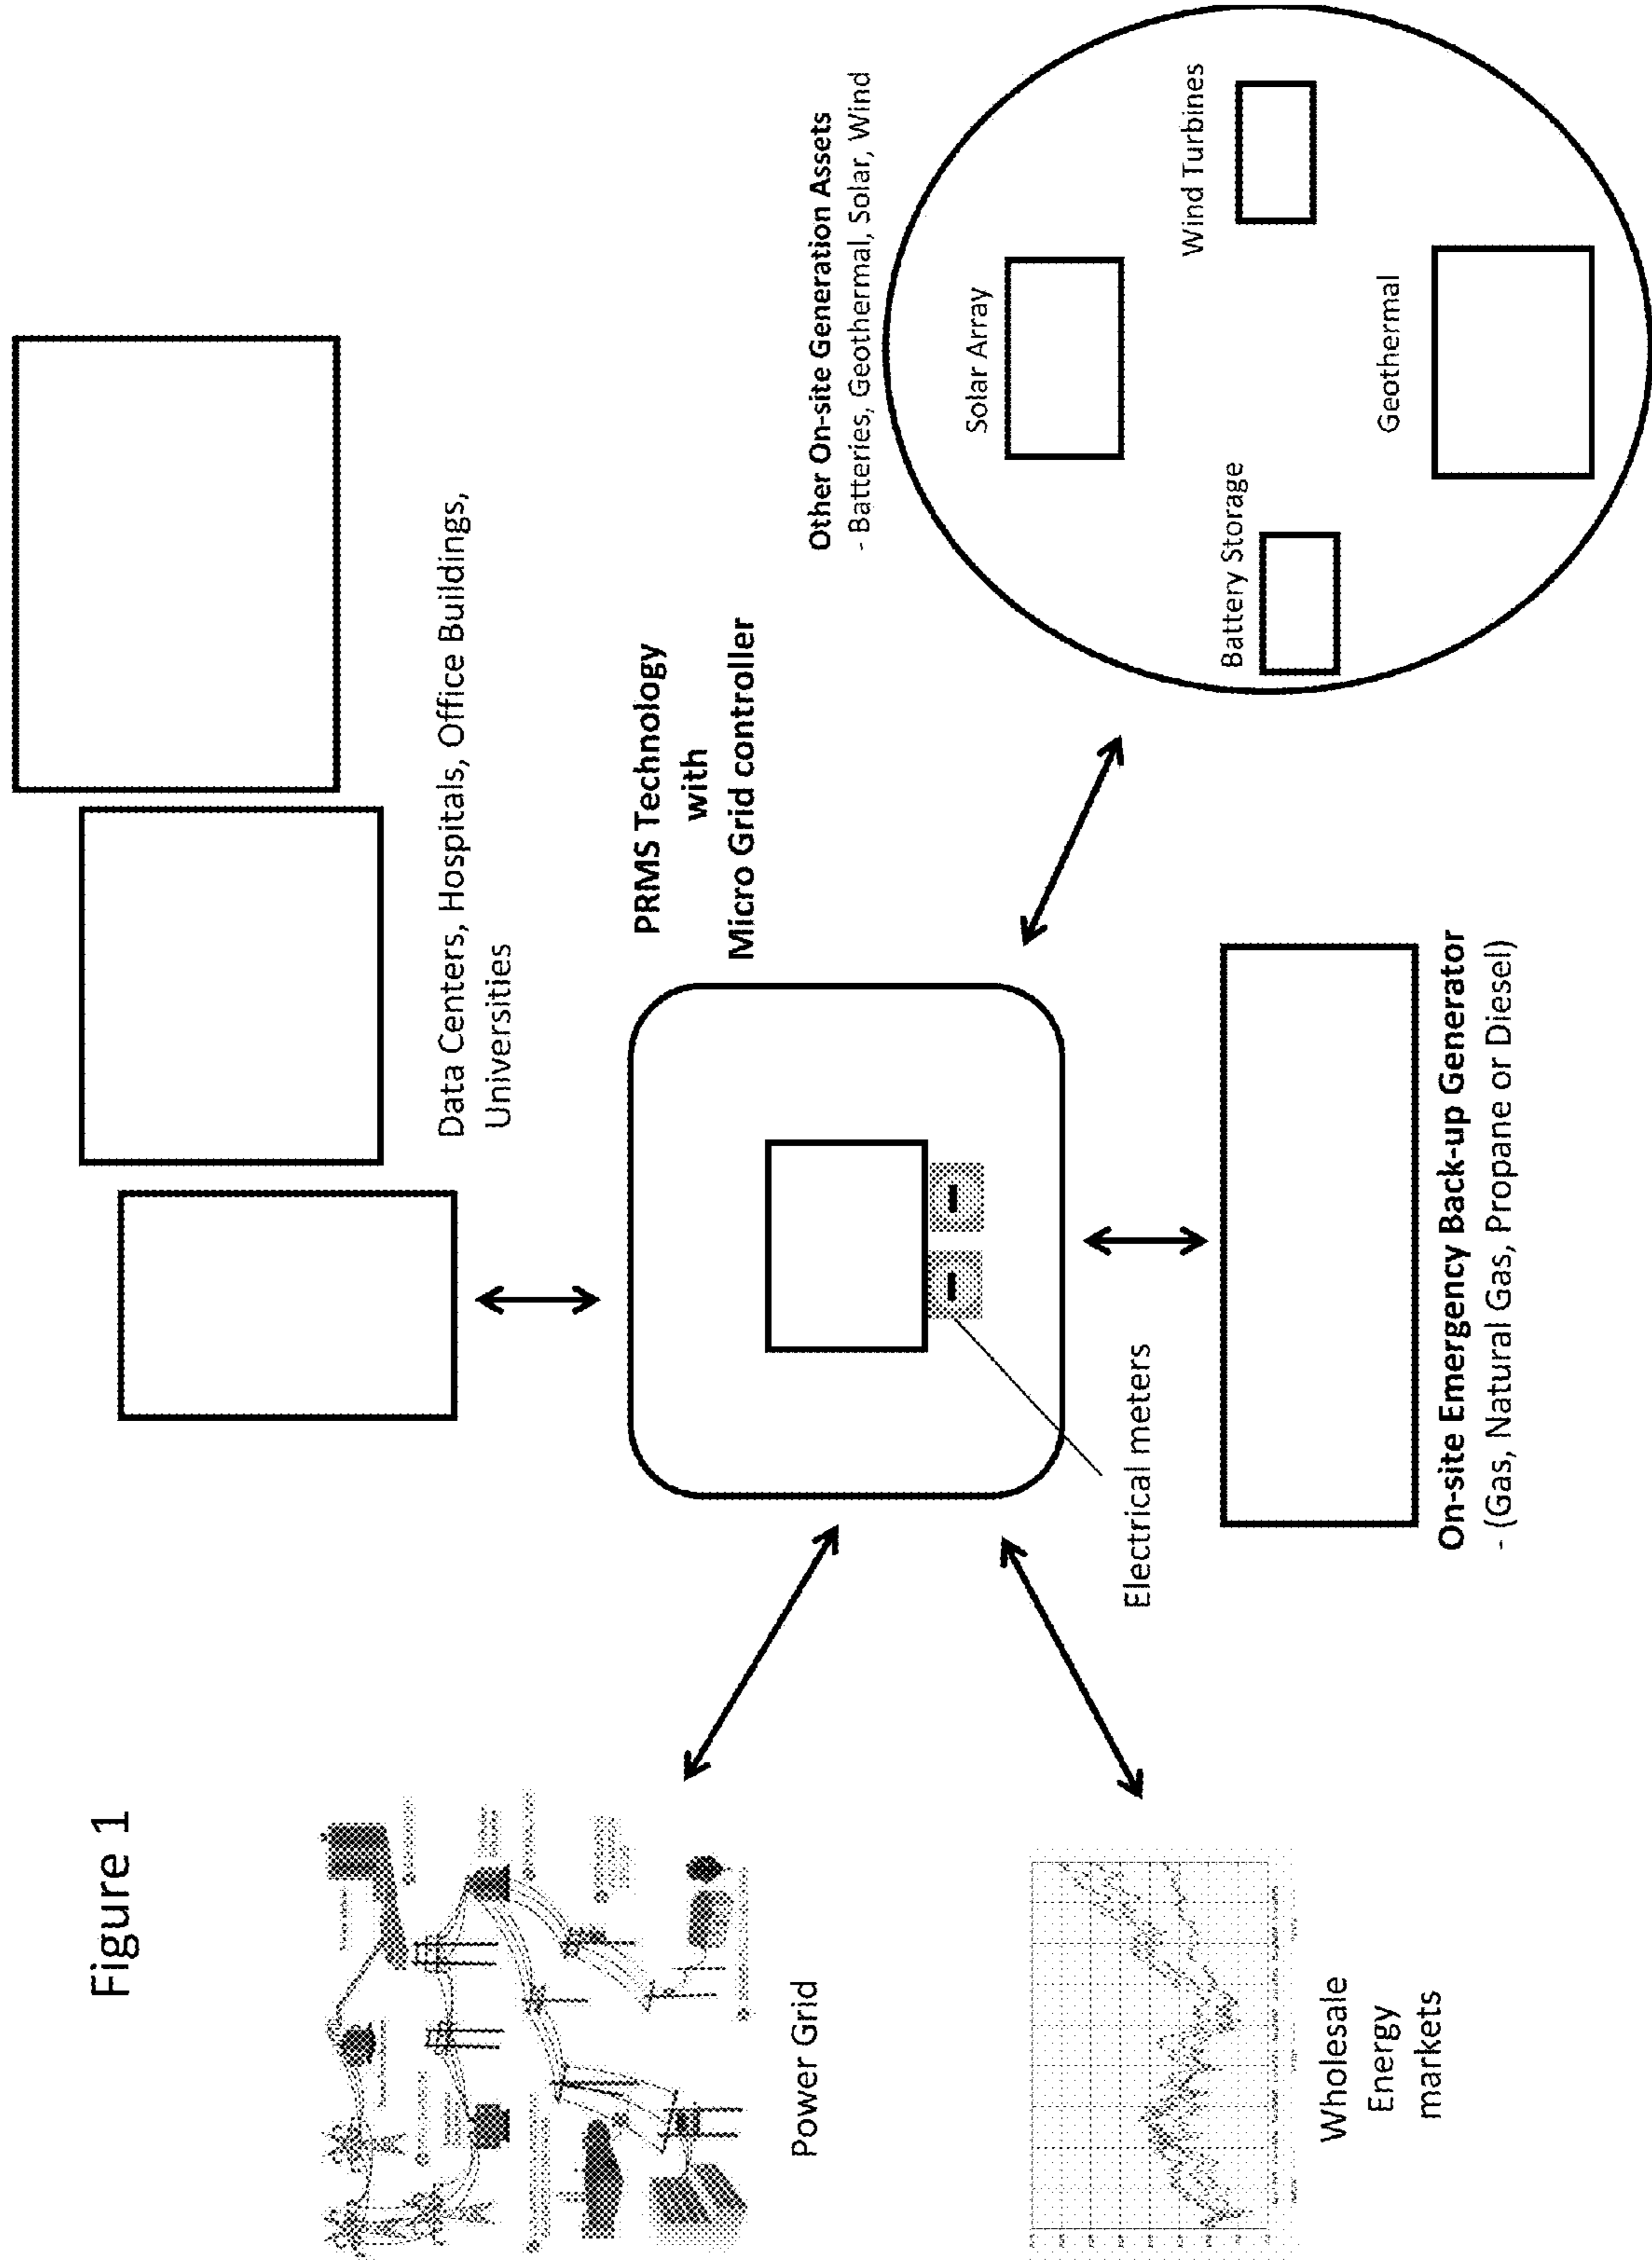 Figure 1
Data Centers, Hospitals, Office Buildings,
Universities
Power Grid
PRMS Technology
with
Micro Grid controller
Other On-site Generation Assets
- Batteries, Geothermal, Solar, Wind
Solar Array
Wind Turbines
Battery Storage
Geothermal
Electrical meters
Wholesale
Energy
markets
On-site Emergency Back-up Generator
- (Gas, Natural Gas, Propane or Diesel)